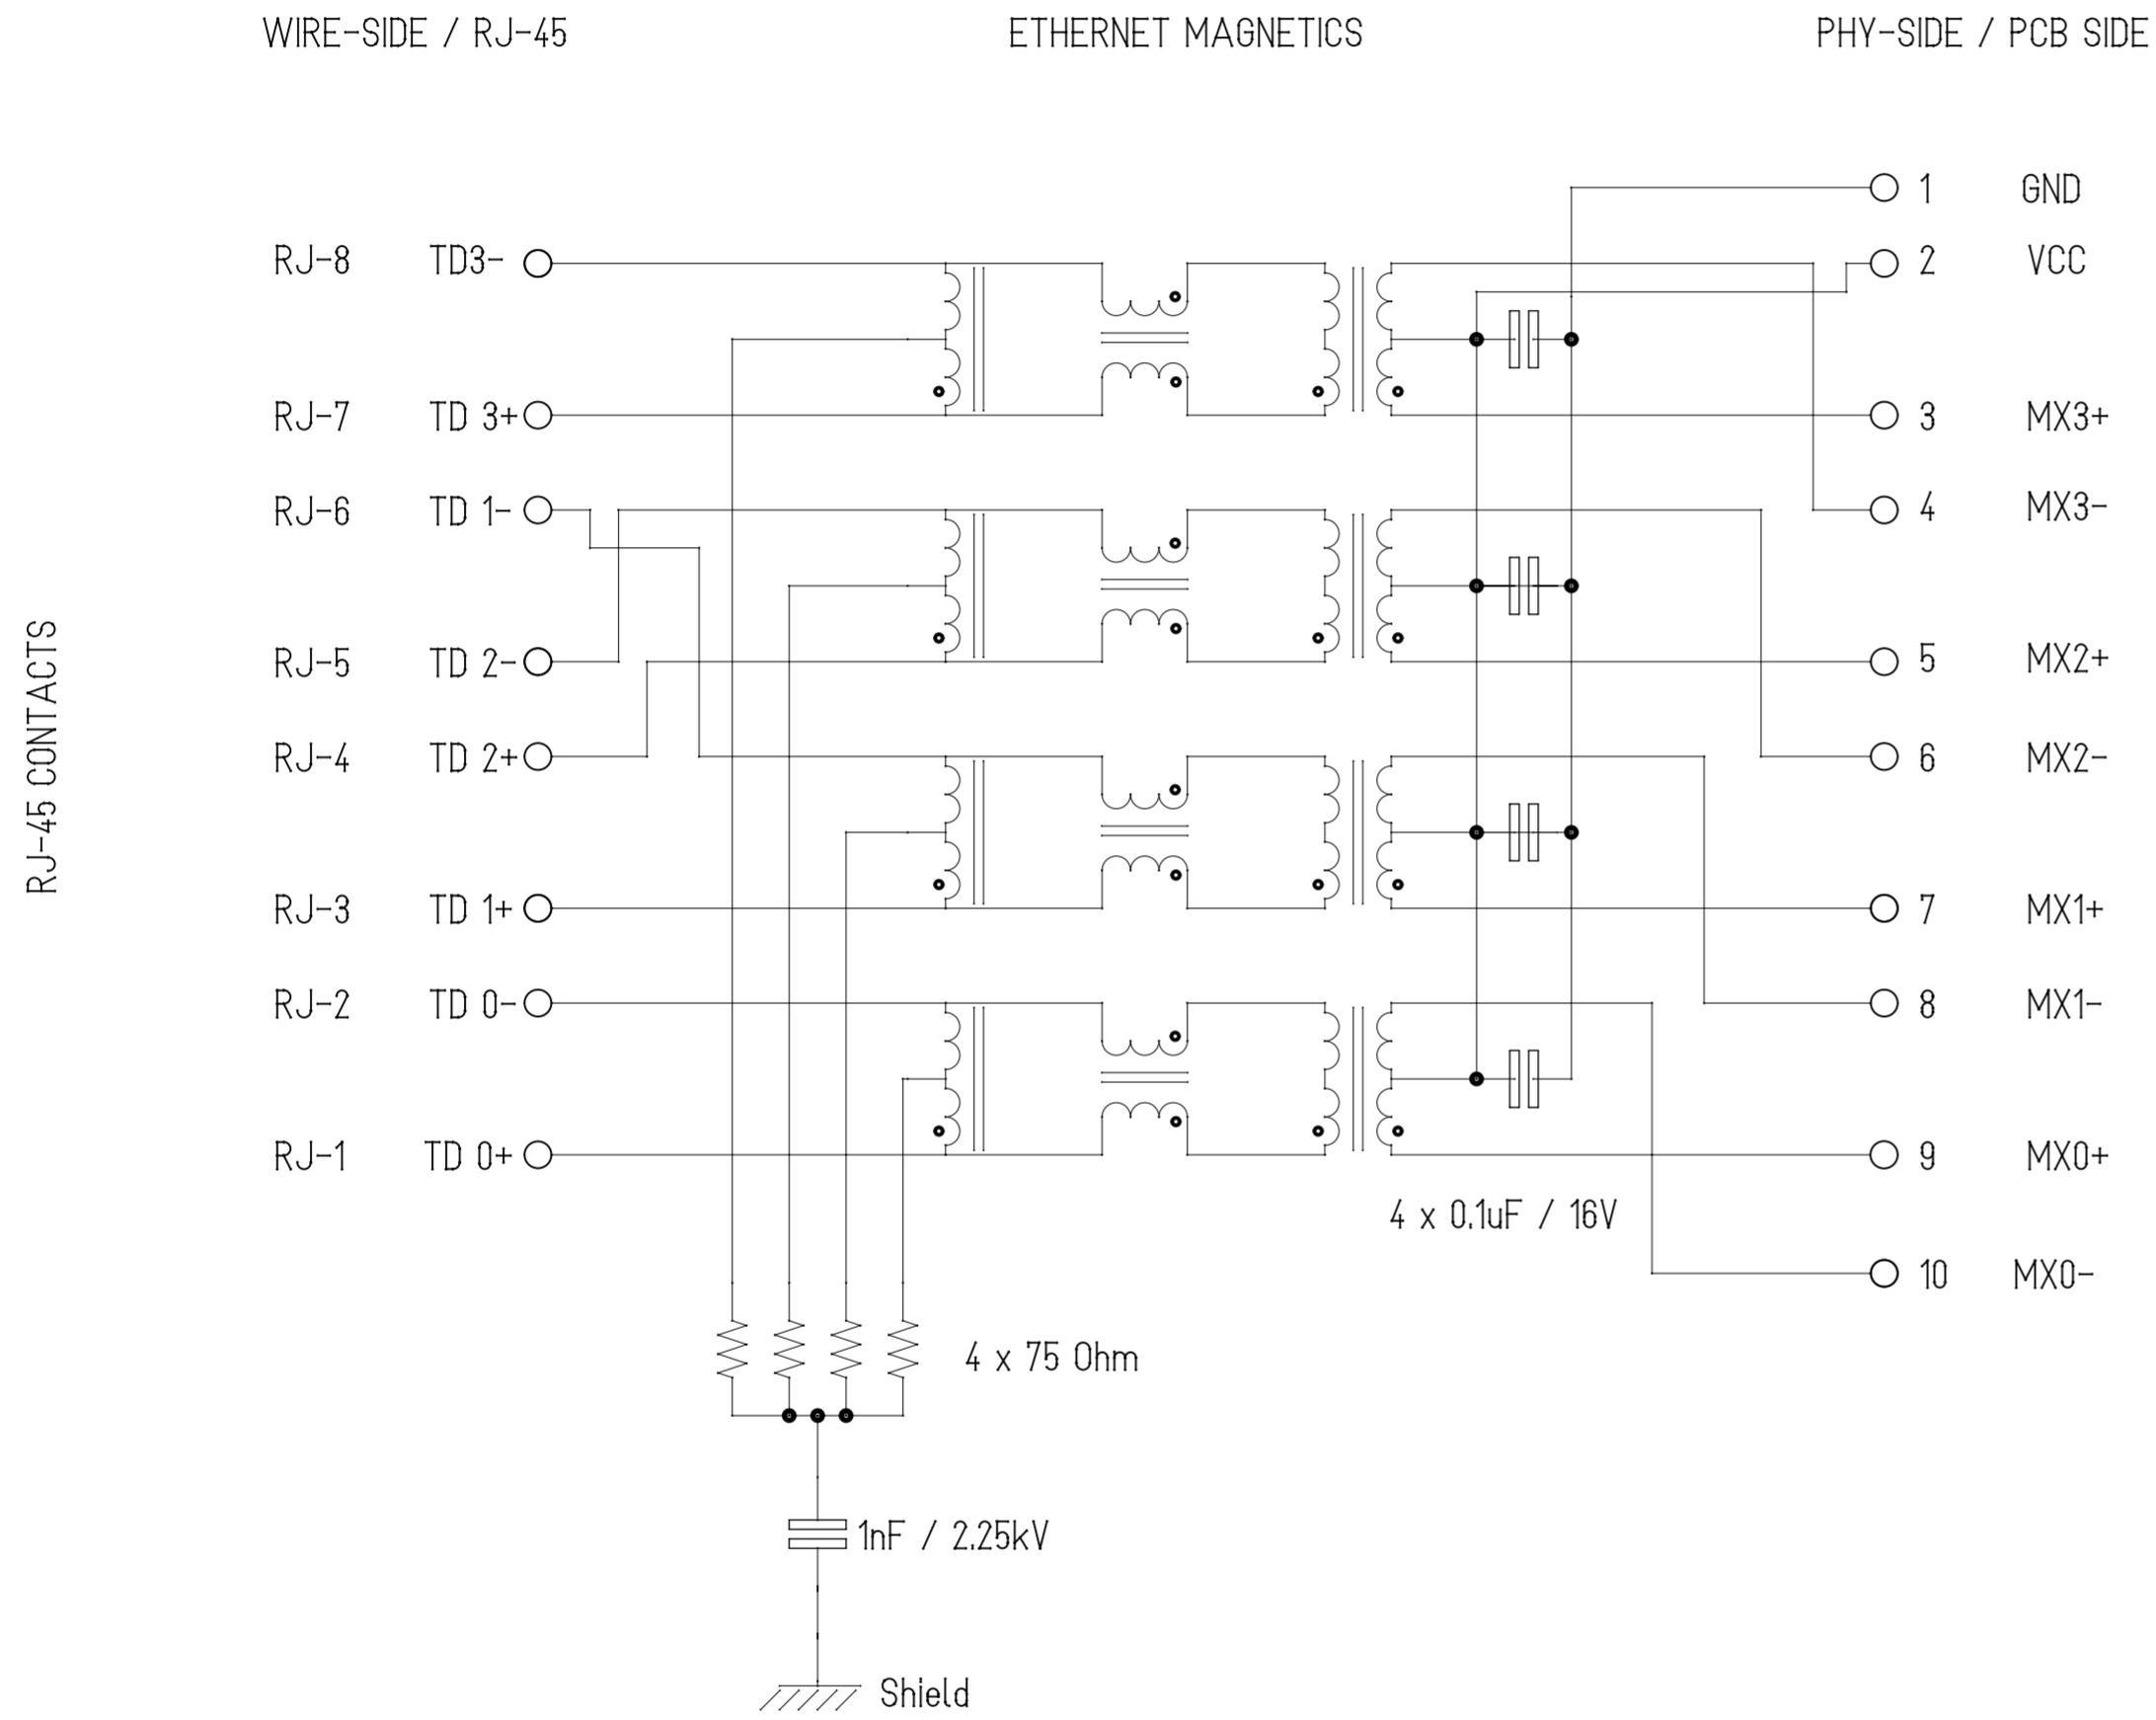 WIRE-SIDE / RJ-45 ETHERNET MAGNETICS PHY-SIDE / PCB SIDE
1 GND
RJ-8 TD3- 2 VCC
RJ-7 TD 3+ 3 MX3+
RJ-6 TD 1- 4 MX3-
RJ-5 TD 2- 5 MX2+
RJ-4 TD 2+ 6 MX2-
RJ-3 TD 1+ 7 MX1+
RJ-2 TD 0- 8 MX1-
RJ-1 TD 0+ 9 MX0+
RJ-45 CONTACTS
4 x 0.1uF / 16V
10 MX0-
4 x 75 Ohm
1nF / 2.25kV
Shield